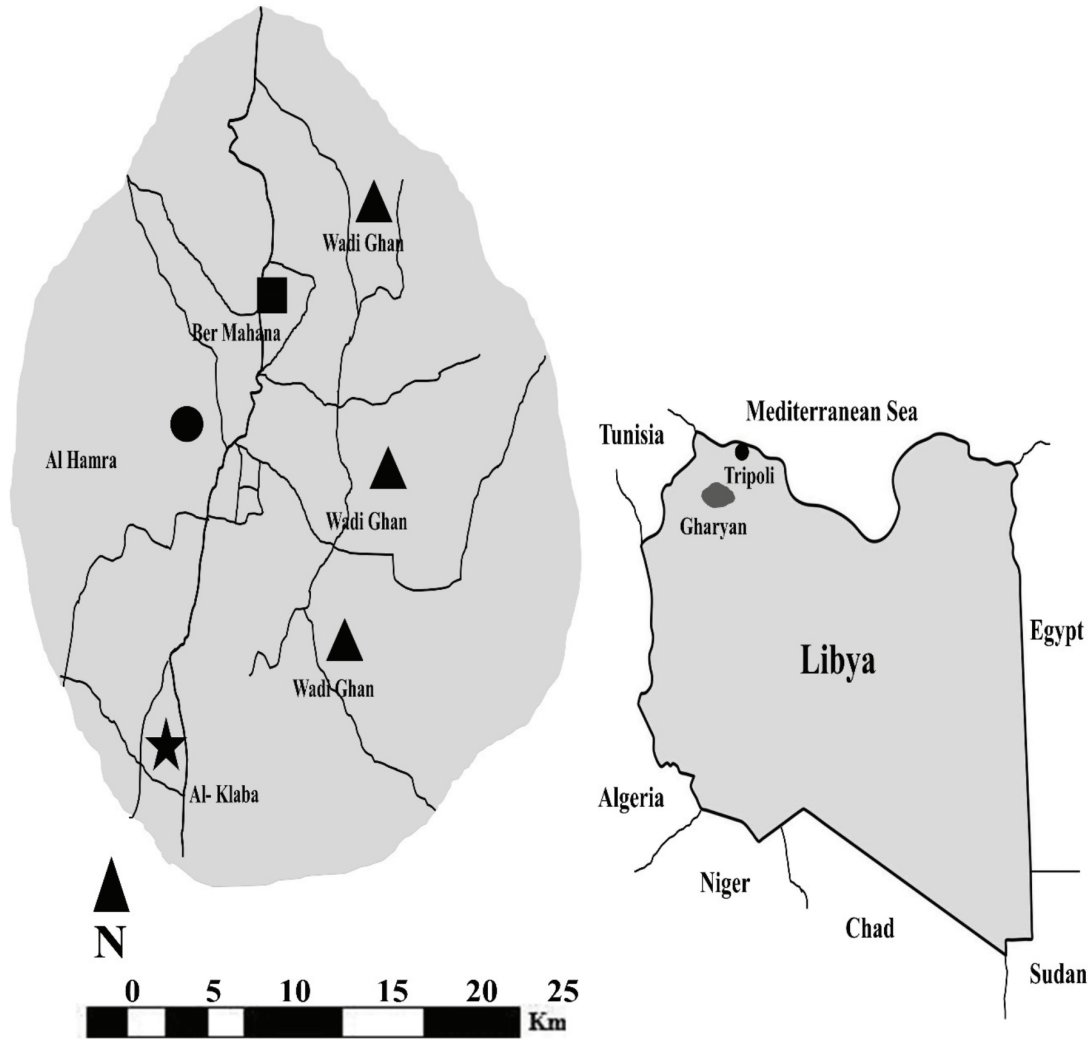 Wadi Ghan
Ber Mahana
Al Hamra
Wadi Ghan
Wadi Ghan
Al- Klaba
N
0 5 10 15 20 25
Km
Mediterranean Sea
Tunisia
Tripoli
Gharyan
Libya
Egypt
Algeria
Niger
Chad
Sudan